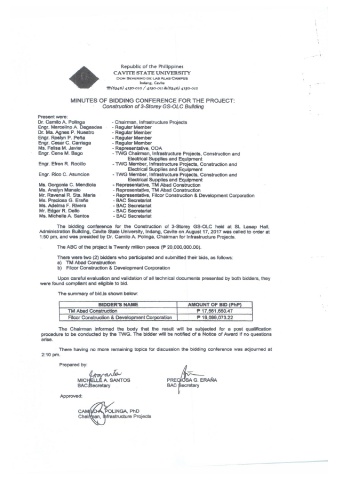 Republic of the Philippines
CAVITE STATE UNIVERSITY
Don Severino de las Alas Campus
Indang, Cavite
MINUTES OF BIDDING CONFERENCE FOR THE PROJECT:
Construction of 3-Storey GS-OLC Building
Present were:
Dr. Camilo A. Polinga - Chairman, Infrastructure Projects
Engr. Marcelino A. Dagasdas - Regular Member
Dr. Ma. Agnes P. Nuestro - Regular Member
Engr. Roslyn P. Peña - Regular Member
Engr. Cesar C. Carriaga - Regular Member
Ms. Felisa M. Javier - Representative, COA
Engr. Gena M. Bago - TWG Chairman, Infrastructure Projects, Construction and
Electrical Supplies and Equipment
Engr. Efren R. Rocillo - TWG Member, Infrastructure Projects, Construction and
Electrical Supplies and Equipment
Engr. Rico C. Asuncion - TWG Member, Infrastructure Projects, Construction and
Electrical Supplies and Equipment
Ms. Gorgonia C. Mendiola - Representative, TM Abad Construction
Ms. Analyn Manalo - Representative, TM Abad Construction
Mr. Ravenal R. Sta. Maria - Representative, Filcor Construction & Development Corporation
Ms. Preciosa G. Eraña - BAC Secretariat
Ms. Adelma P. Rivera - BAC Secretariat
Mr. Edgar R. Dello - BAC Secretariat
Ms. Michelle A. Santos - BAC Secretariat
The bidding conference for the Construction of 3-Storey GS-OLC held at St. Lasap Hall,
Administration Building, Cavite State University, Indang, Cavite on August 17, 2017 was called to order at
1:50 pm, and was presided by Dr. Camilo A. Polinga, Chairman for Infrastructure Projects.
The ABC of the project is Twenty million pesos (₱ 20,000,000.00).
There were two (2) bidders who participated and submitted their bids, as follows:
a) TM Abad Construction
b) Filcor Construction & Development Corporation
Upon careful evaluation and validation of all technical documents presented by both bidders, they
were found compliant and eligible to bid.
The summary of bid is shown below:
BIDDER'S NAME AMOUNT OF BID (PhP)
TM Abad Construction ₱ 17,851,550.47
Filcor Construction & Development Corporation ₱ 18,566,073.22
The Chairman informed the body that the result will be subjected for a post qualification
procedure to be conducted by the TWG. The bidder will be notified of a Notice of Award if no questions
arise.
There having no more remaining topics for discussion the bidding conference was adjourned at
2:10 pm.
Prepared by:
MICHELLE A. SANTOS PRECIOSA G. ERAÑA
BAC Secretary BAC Secretary
Approved:
CAMILO A. POLINGA, PhD
Chairman, Infrastructure Projects